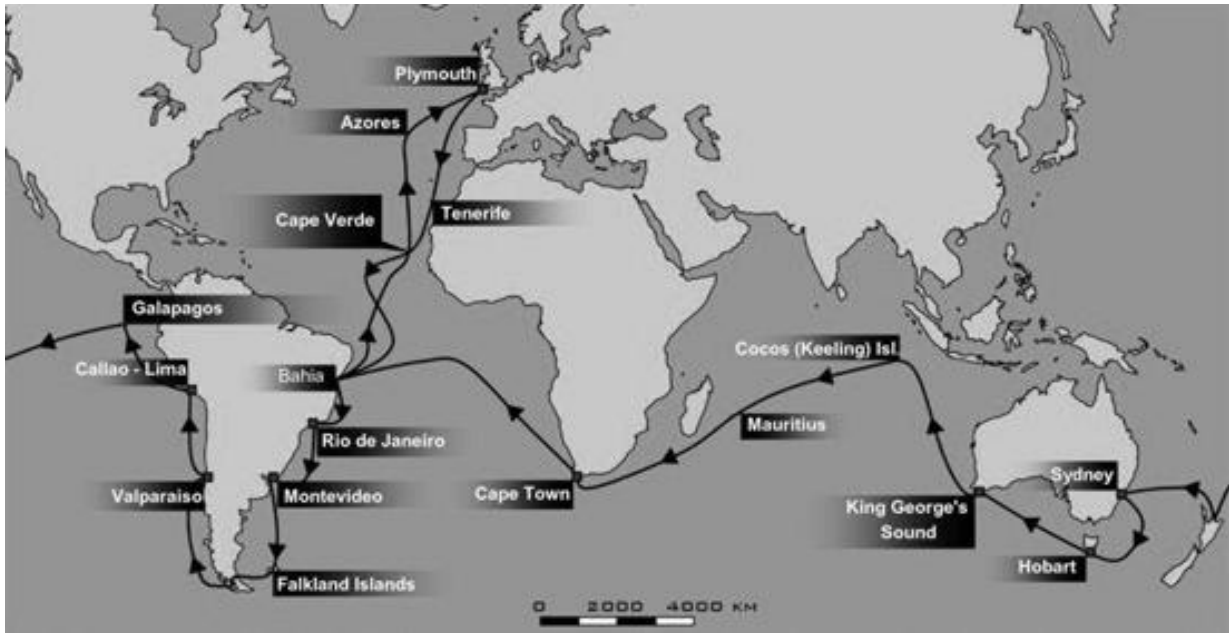 Plymouth
Azores
Cape Verde
Tenerife
Galapagos
Callao - Lima
Bahia
Cocos (Keeling) Isl.
Mauritius
Rio de Janeiro
Valparaiso
Montevideo
Cape Town
Sydney
King George's
Sound
Hobart
Falkland Islands
0 2000 4000 KM